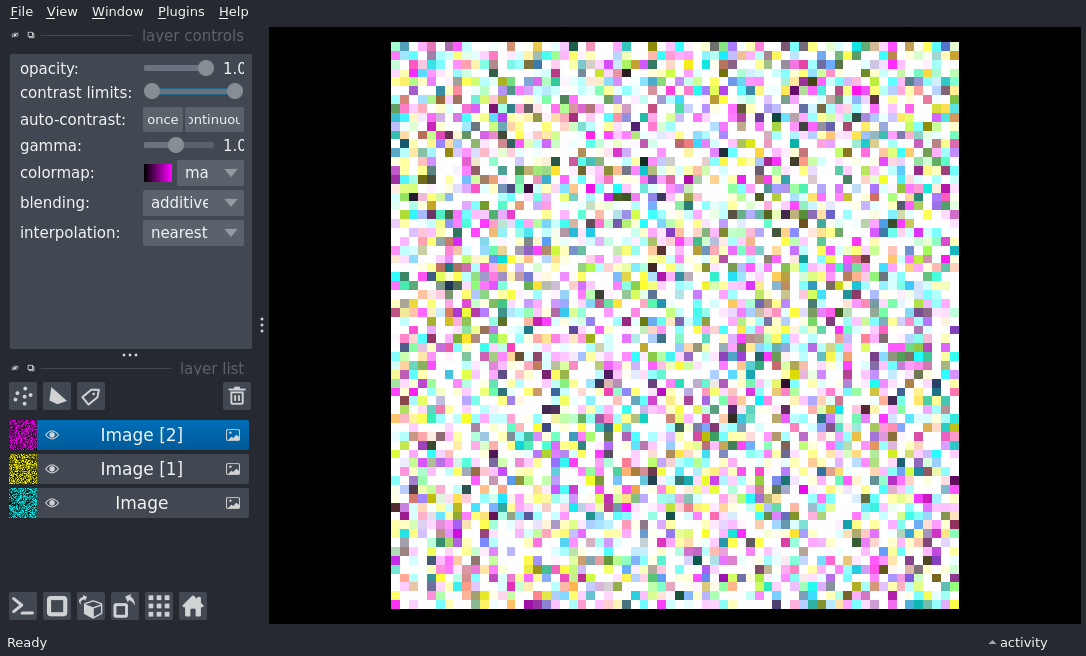 File View Window Plugins Help
layer controls
opacity: 1.0
contrast limits:
auto-contrast: once ontinuou
gamma: 1.0
colormap: ma
blending: additive
interpolation: nearest
layer list
Image [2]
Image [1]
Image
Ready activity